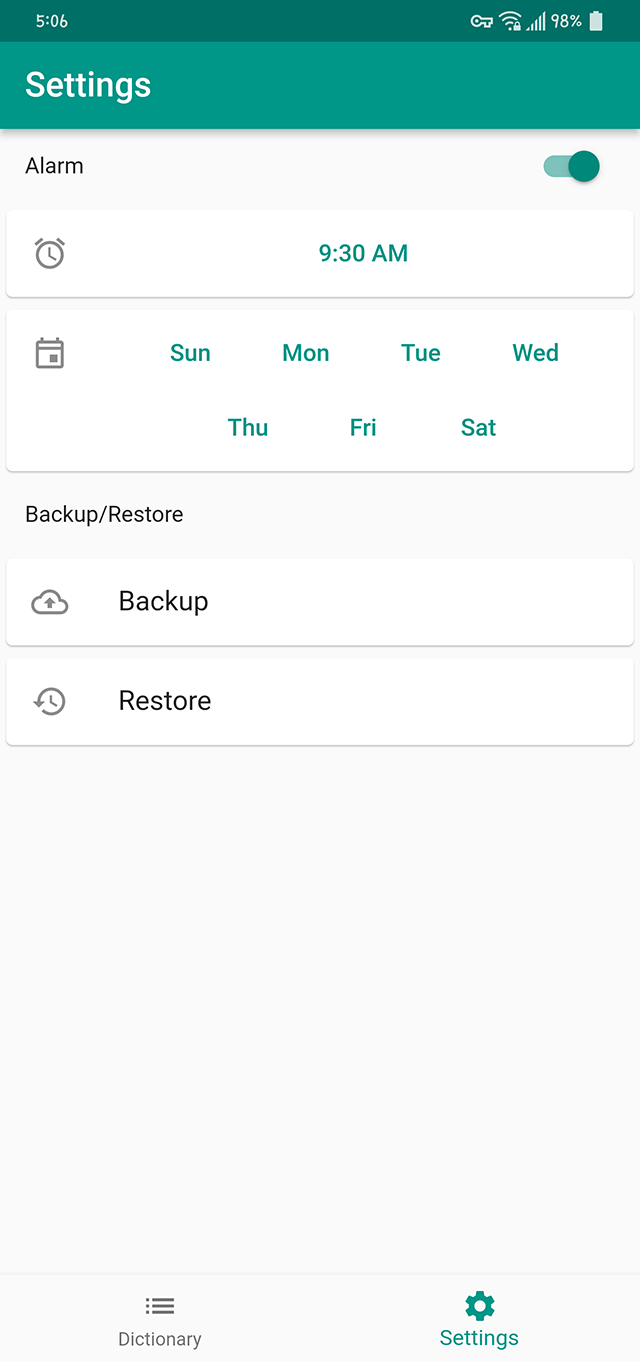 5:06 98%
Settings
Alarm
9:30 AM
Sun Mon Tue Wed
Thu Fri Sat
Backup/Restore
Backup
Restore
Dictionary Settings